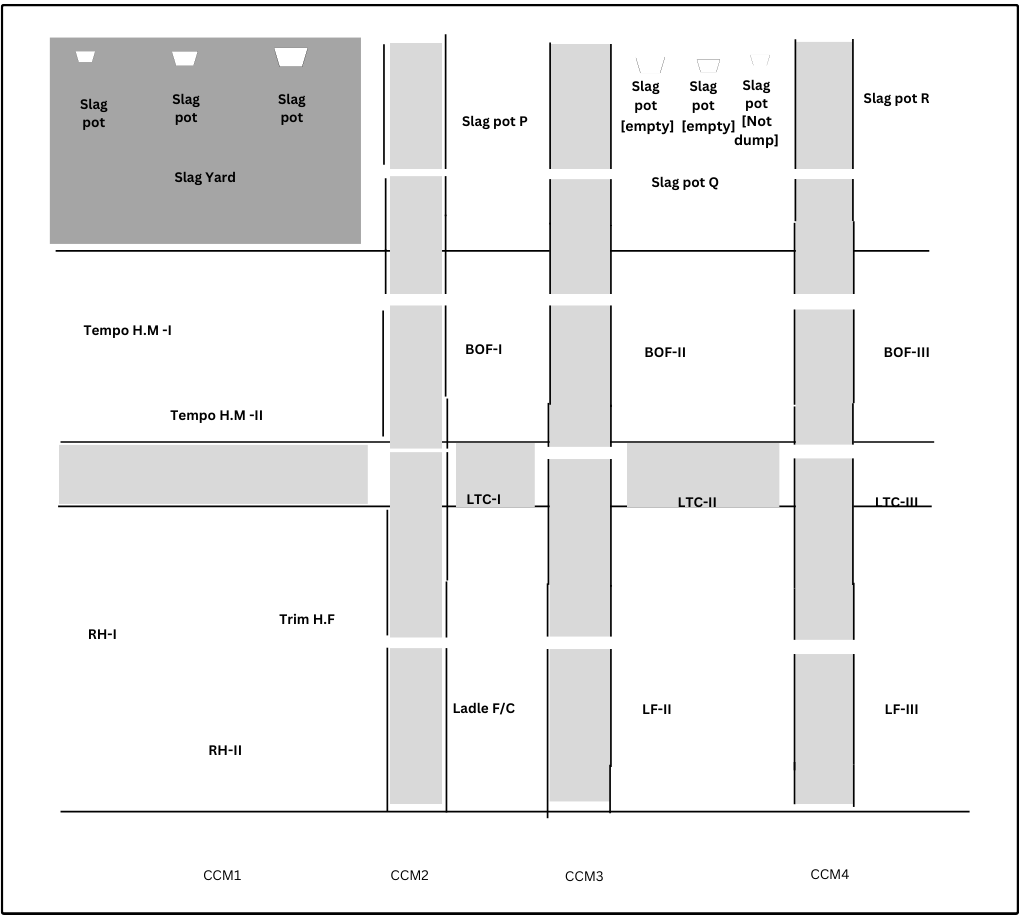 Slag
pot
Slag
pot
Slag
pot
Slag Yard
Slag pot P
Slag
pot
[empty]
Slag
pot
[empty]
Slag
pot
[Not
dump]
Slag pot Q
Slag pot R
Tempo H.M -I
Tempo H.M -II
BOF-I
BOF-II
BOF-III
LTC-I
LTC-II
LTC-III
RH-I
Trim H.F
RH-II
Ladle F/C
LF-II
LF-III
CCM1
CCM2
CCM3
CCM4